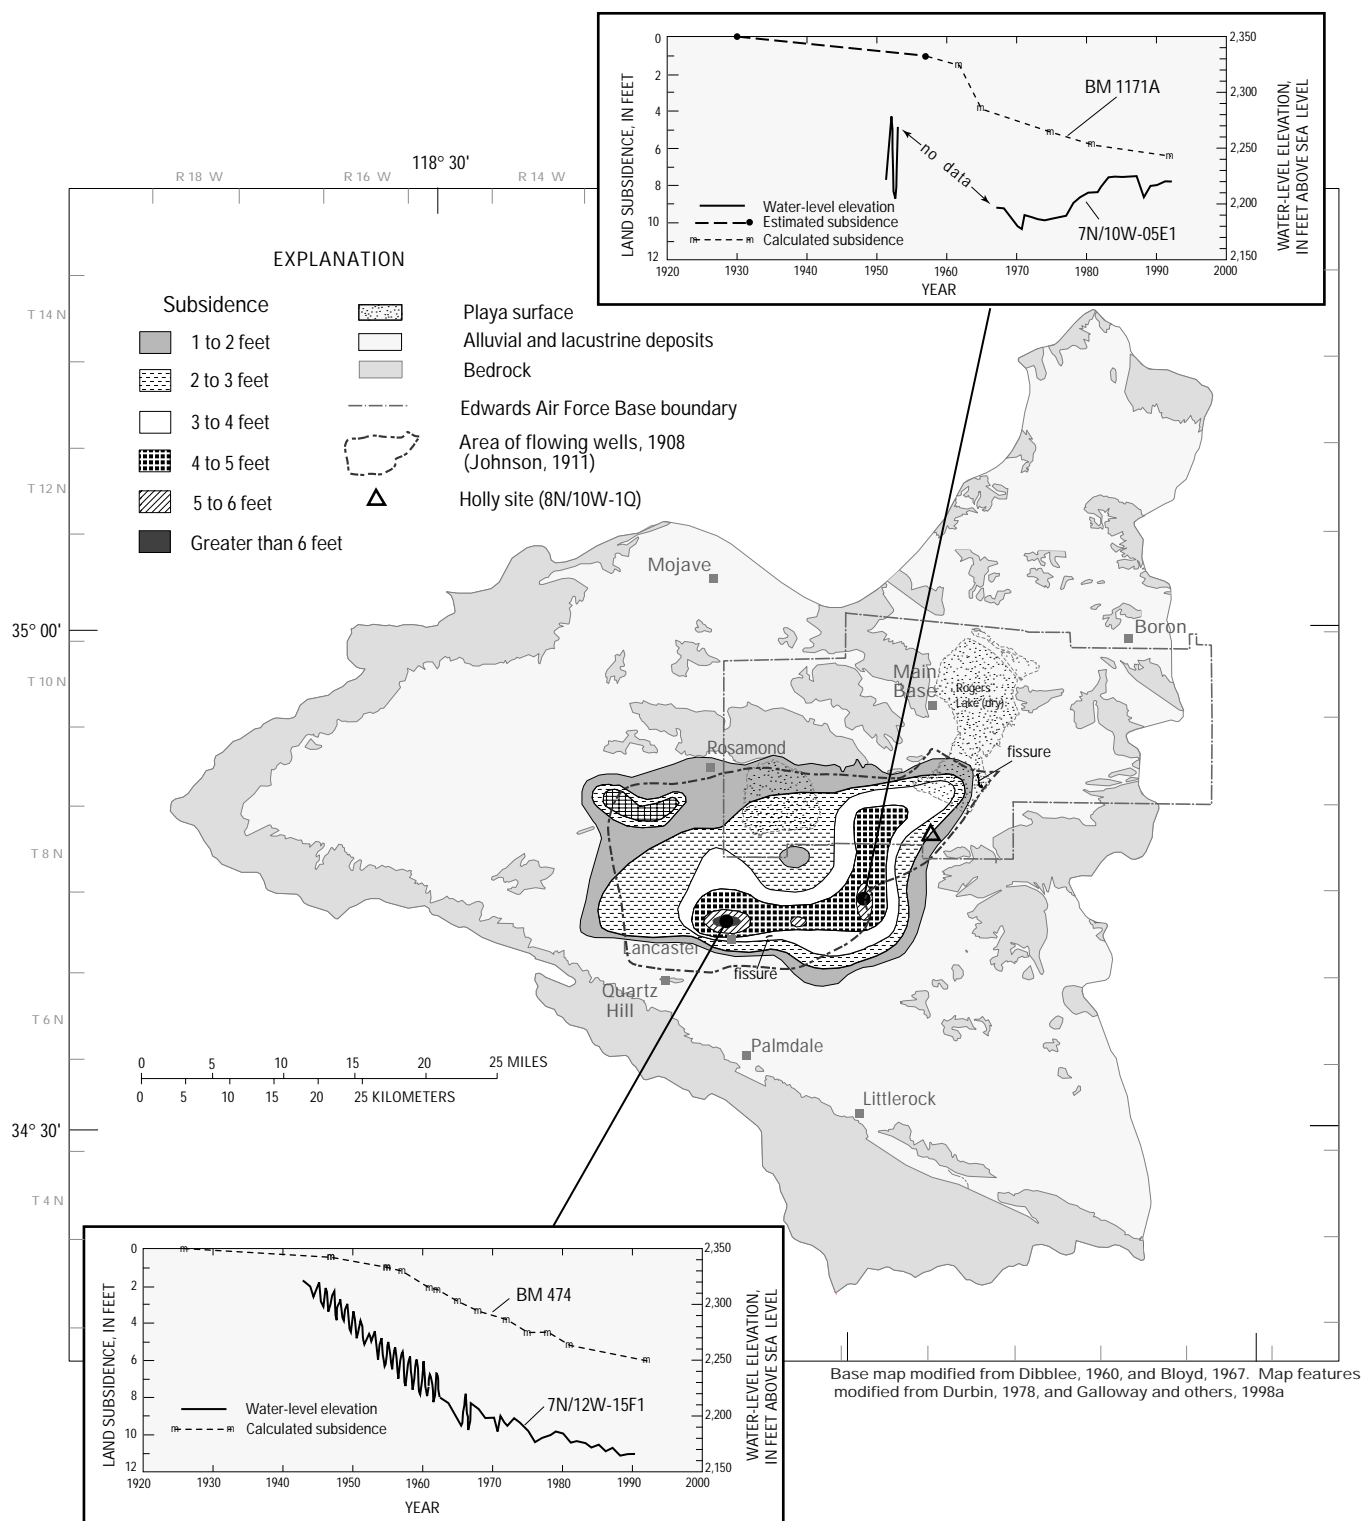 0
2
4
6
8
10
12
LAND SUBSIDENCE, IN FEET
2,350
2,300
2,250
2,200
2,150
WATER-LEVEL ELEVATION,
IN FEET ABOVE SEA LEVEL
BM 1171A
no data
7N/10W-05E1
Water-level elevation
Estimated subsidence
m m Calculated subsidence
1920
1930
1940
1950
1960
1970
1980
1990
2000
YEAR
118° 30'
R 18 W
R 16 W
R 14 W
T 14 N
T 12 N
35° 00'
T 10 N
T 8 N
T 6 N
34° 30'
T 4 N
EXPLANATION
Subsidence
1 to 2 feet
2 to 3 feet
3 to 4 feet
4 to 5 feet
5 to 6 feet
Greater than 6 feet
Playa surface
Alluvial and lacustrine deposits
Bedrock
Edwards Air Force Base boundary
Area of flowing wells, 1908
(Johnson, 1911)
Holly site (8N/10W-1Q)
Mojave
Boron
Main
Base
Rogers
Lake (dry)
Rosamond
fissure
Lancaster
fissure
Quartz
Hill
Palmdale
Littlerock
0 5 10 15 20 25 MILES
0 5 10 15 20 25 KILOMETERS
0
2
4
6
8
10
12
LAND SUBSIDENCE, IN FEET
2,350
2,300
2,250
2,200
2,150
WATER-LEVEL ELEVATION,
IN FEET ABOVE SEA LEVEL
BM 474
7N/12W-15F1
Water-level elevation
m m Calculated subsidence
1920
1930
1940
1950
1960
1970
1980
1990
2000
YEAR
Base map modified from Dibblee, 1960, and Bloyd, 1967. Map features
modified from Durbin, 1978, and Galloway and others, 1998a